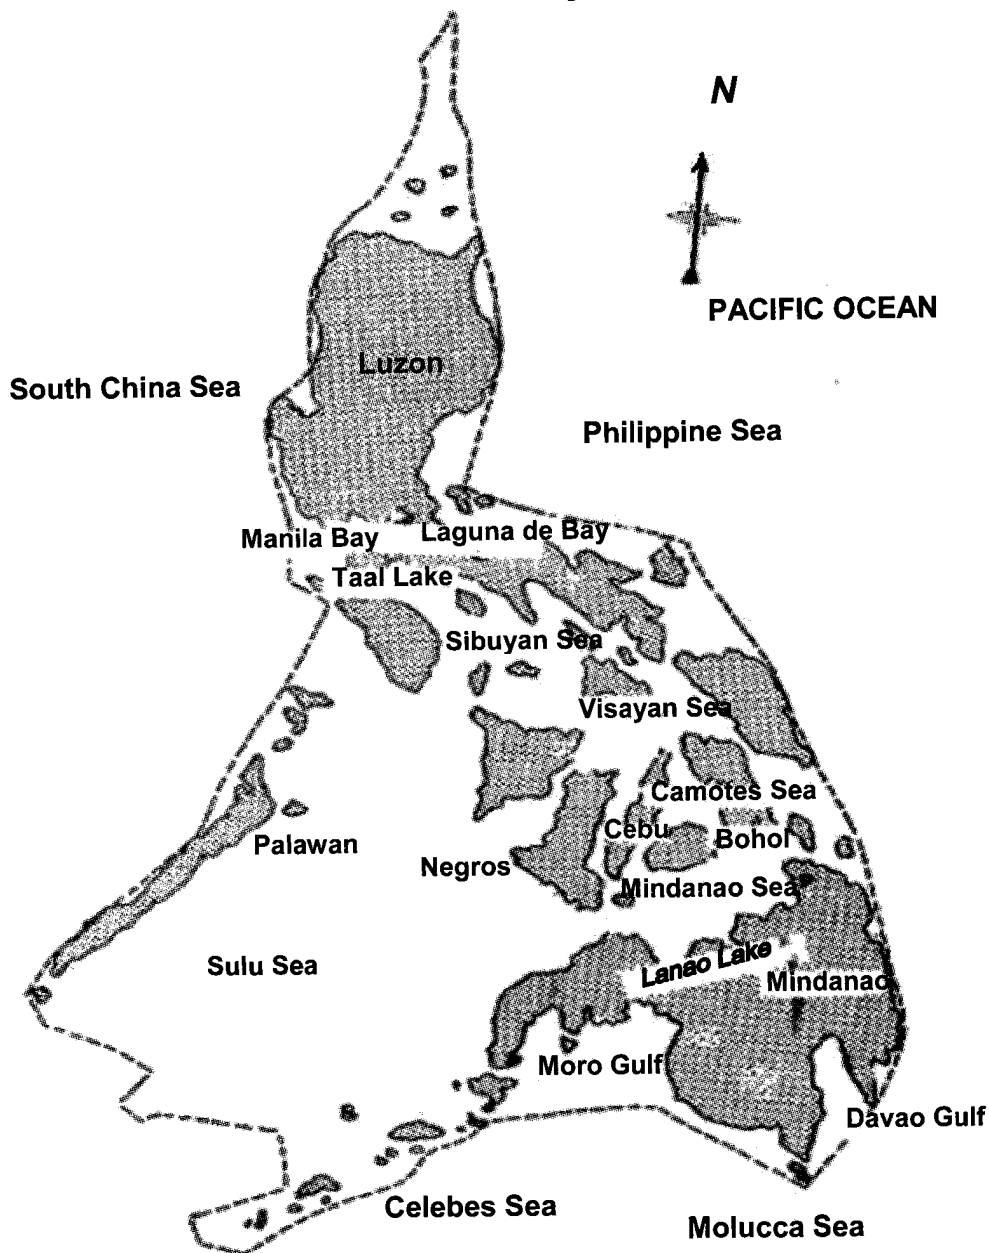 N
PACIFIC OCEAN
Luzon
South China Sea
Philippine Sea
Manila Bay
Laguna de Bay
Taal Lake
Sibuyan Sea
Visayan Sea
Camotes Sea
Cebu
Bohol
Palawan
Negros
Mindanao Sea
Sulu Sea
Lanao Lake
Mindanao
Moro Gulf
Davao Gulf
Celebes Sea
Molucca Sea